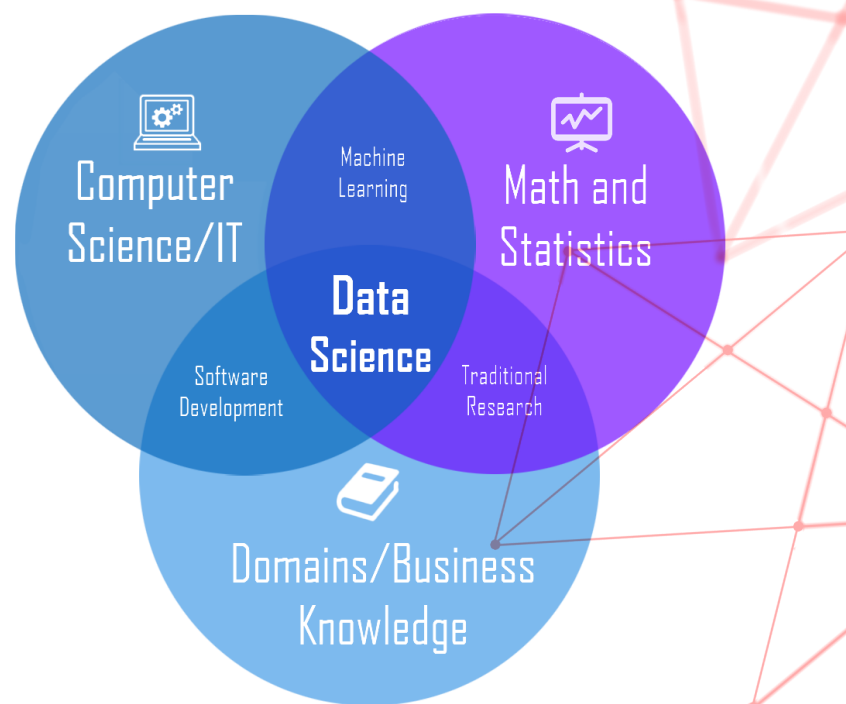 Computer
Science/IT
Machine
Learning
Math and
Statistics
Data
Science
Software
Development
Traditional
Research
Domains/Business
Knowledge